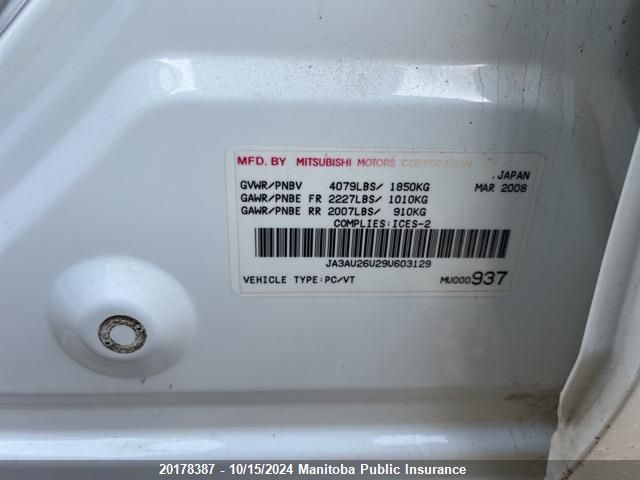 MFD. BY MITSUBISHI MOTORS CORPORATION
. JAPAN
GVWR/PNBV 4079LBS/ 1850KG MAR 2008
GAWR/PNBE FR 2227LBS/ 1010KG
GAWR/PNBE RR 2007LBS/ 910KG
COMPLIES:ICES-2
JA3AU26U29U603129
VEHICLE TYPE:PC/VT MU000937
20178387 - 10/15/2024 Manitoba Public Insurance